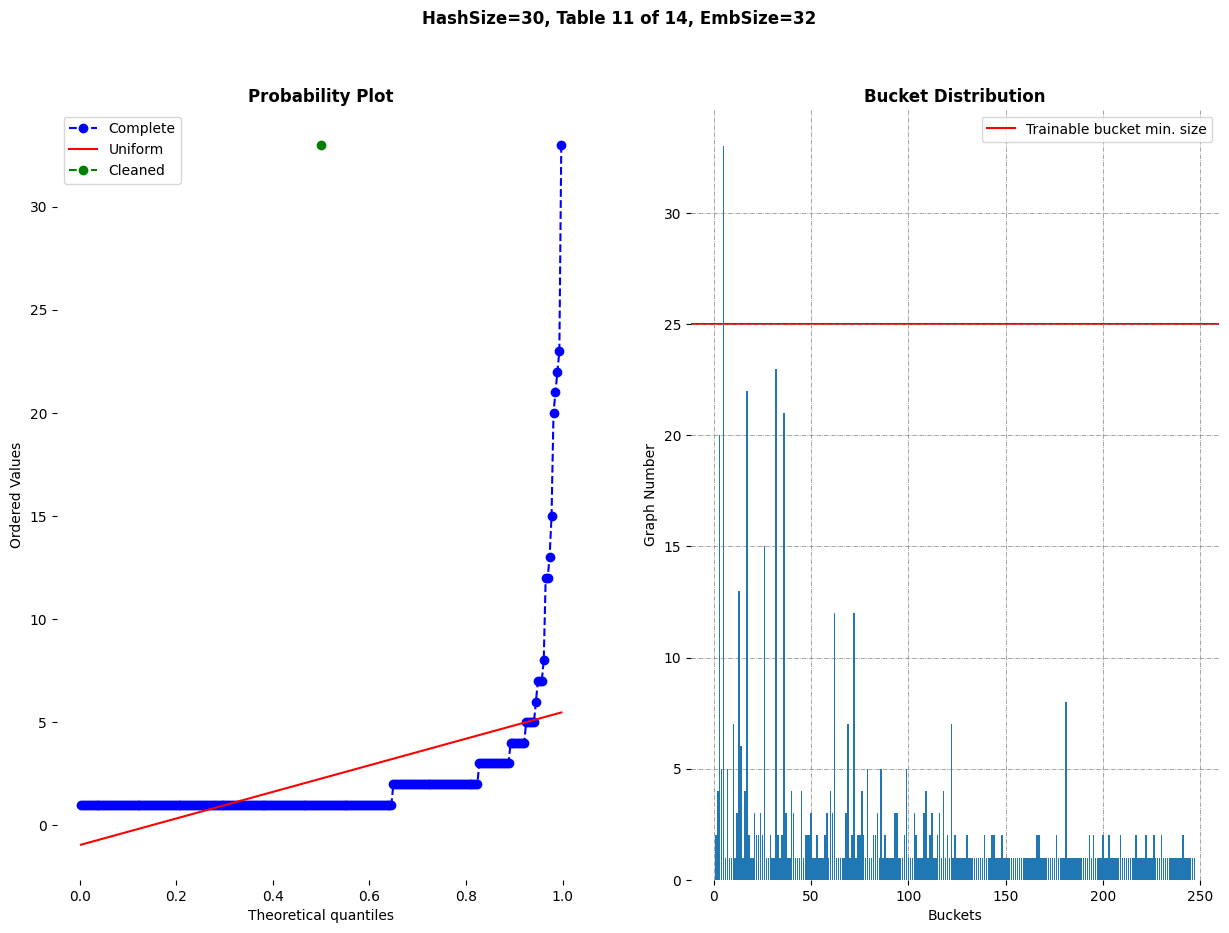 HashSize=30, Table 11 of 14, EmbSize=32
Probability Plot
Complete
Uniform
Cleaned
Ordered Values
30
25
20
15
10
5
0
0.0 0.2 0.4 0.6 0.8 1.0
Theoretical quantiles
Bucket Distribution
Trainable bucket min. size
Graph Number
30
25
20
15
10
5
0
0 50 100 150 200 250
Buckets